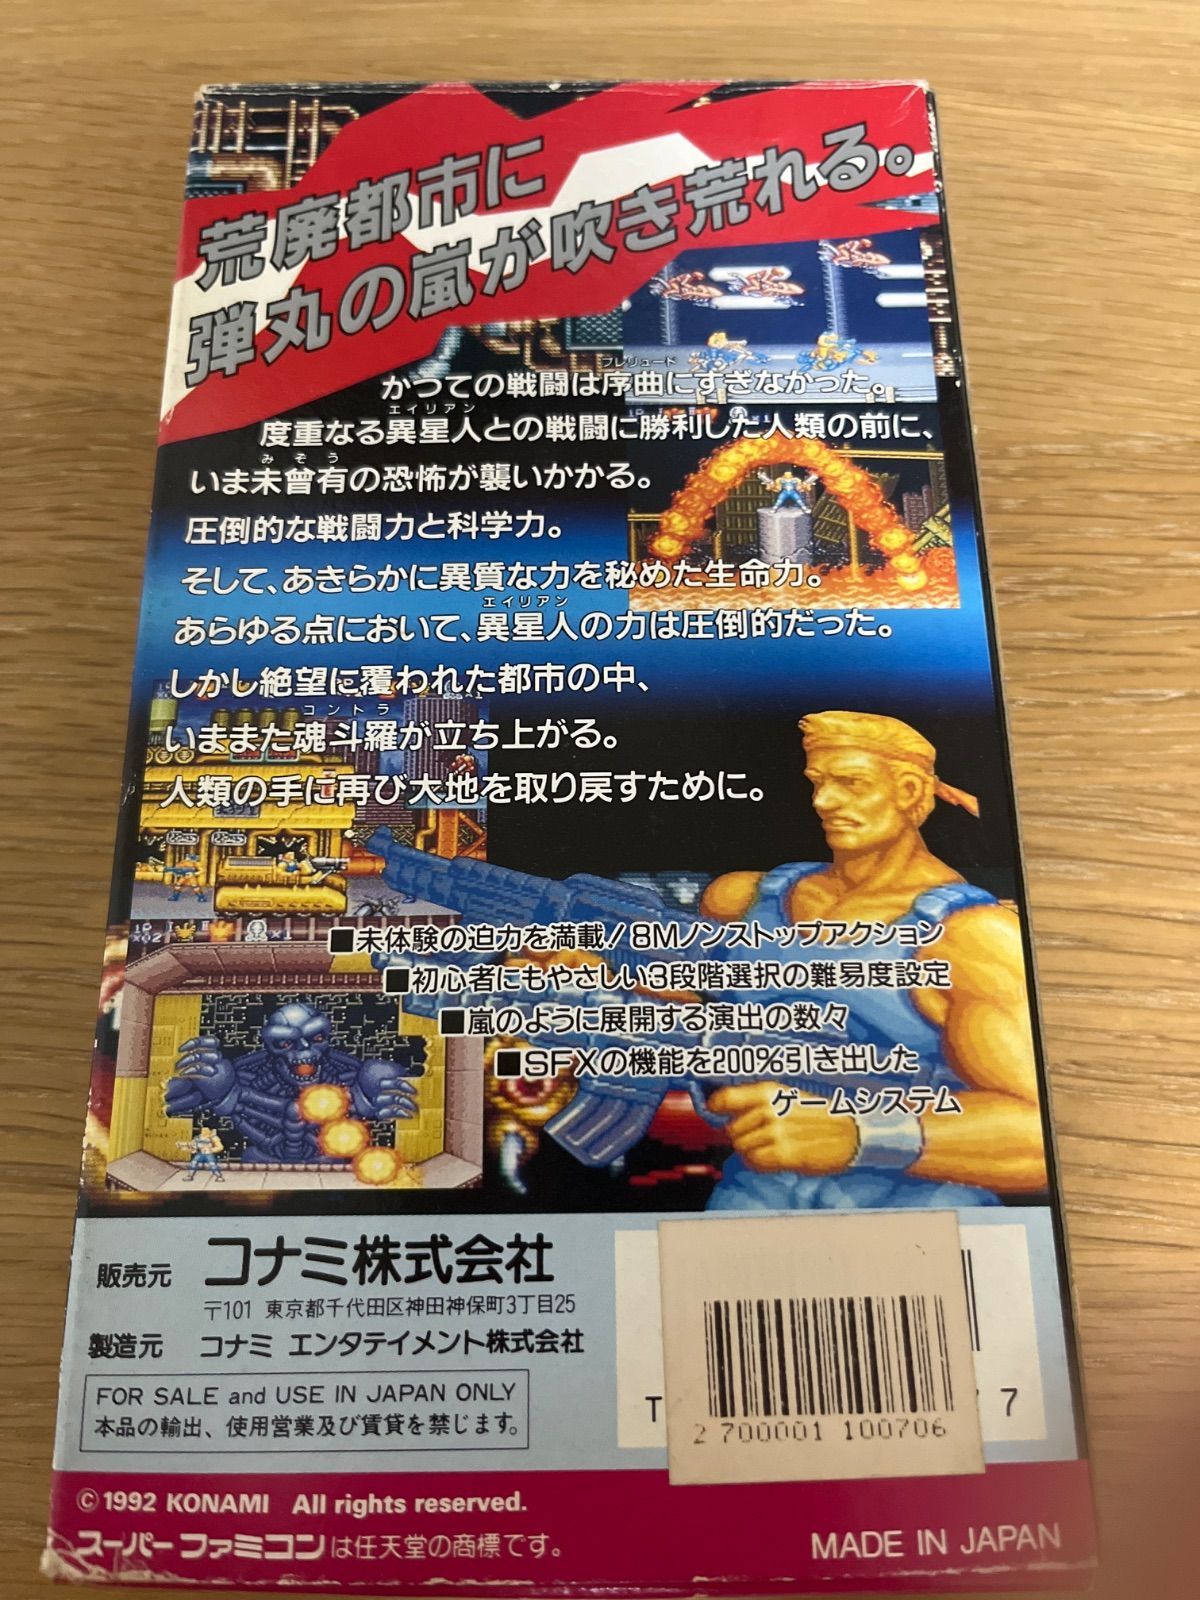 荒廃都市に
弾丸の嵐が吹き荒れる。
プレリュード
かつての戦闘は序曲にすぎなかった。
エイリアン
度重なる異星人との戦闘に勝利した人類の前に、
みぞう
いま未曾有の恐怖が襲いかかる。
圧倒的な戦闘力と科学力。
そして、あきらかに異質な力を秘めた生命力。
エイリアン
あらゆる点において、異星人の力は圧倒的だった。
しかし絶望に覆われた都市の中、
コントラ
いままた魂斗羅が立ち上がる。
人類の手に再び大地を取り戻すために。
■未体験の迫力を満載!8Mノンストップアクション
■初心者にもやさしい3段階選択の難易度設定
■嵐のように展開する演出の数々
■SFXの機能を200%引き出した
ゲームシステム
販売元 コナミ株式会社
〒101 東京都千代田区神田神保町3丁目25
製造元 コナミ エンタテイメント株式会社
FOR SALE and USE IN JAPAN ONLY
本品の輸出、使用営業及び賃貸を禁じます。
T 7 7
2 700001 100706
© 1992 KONAMI All rights reserved.
スーパーファミコンは任天堂の商標です。
MADE IN JAPAN